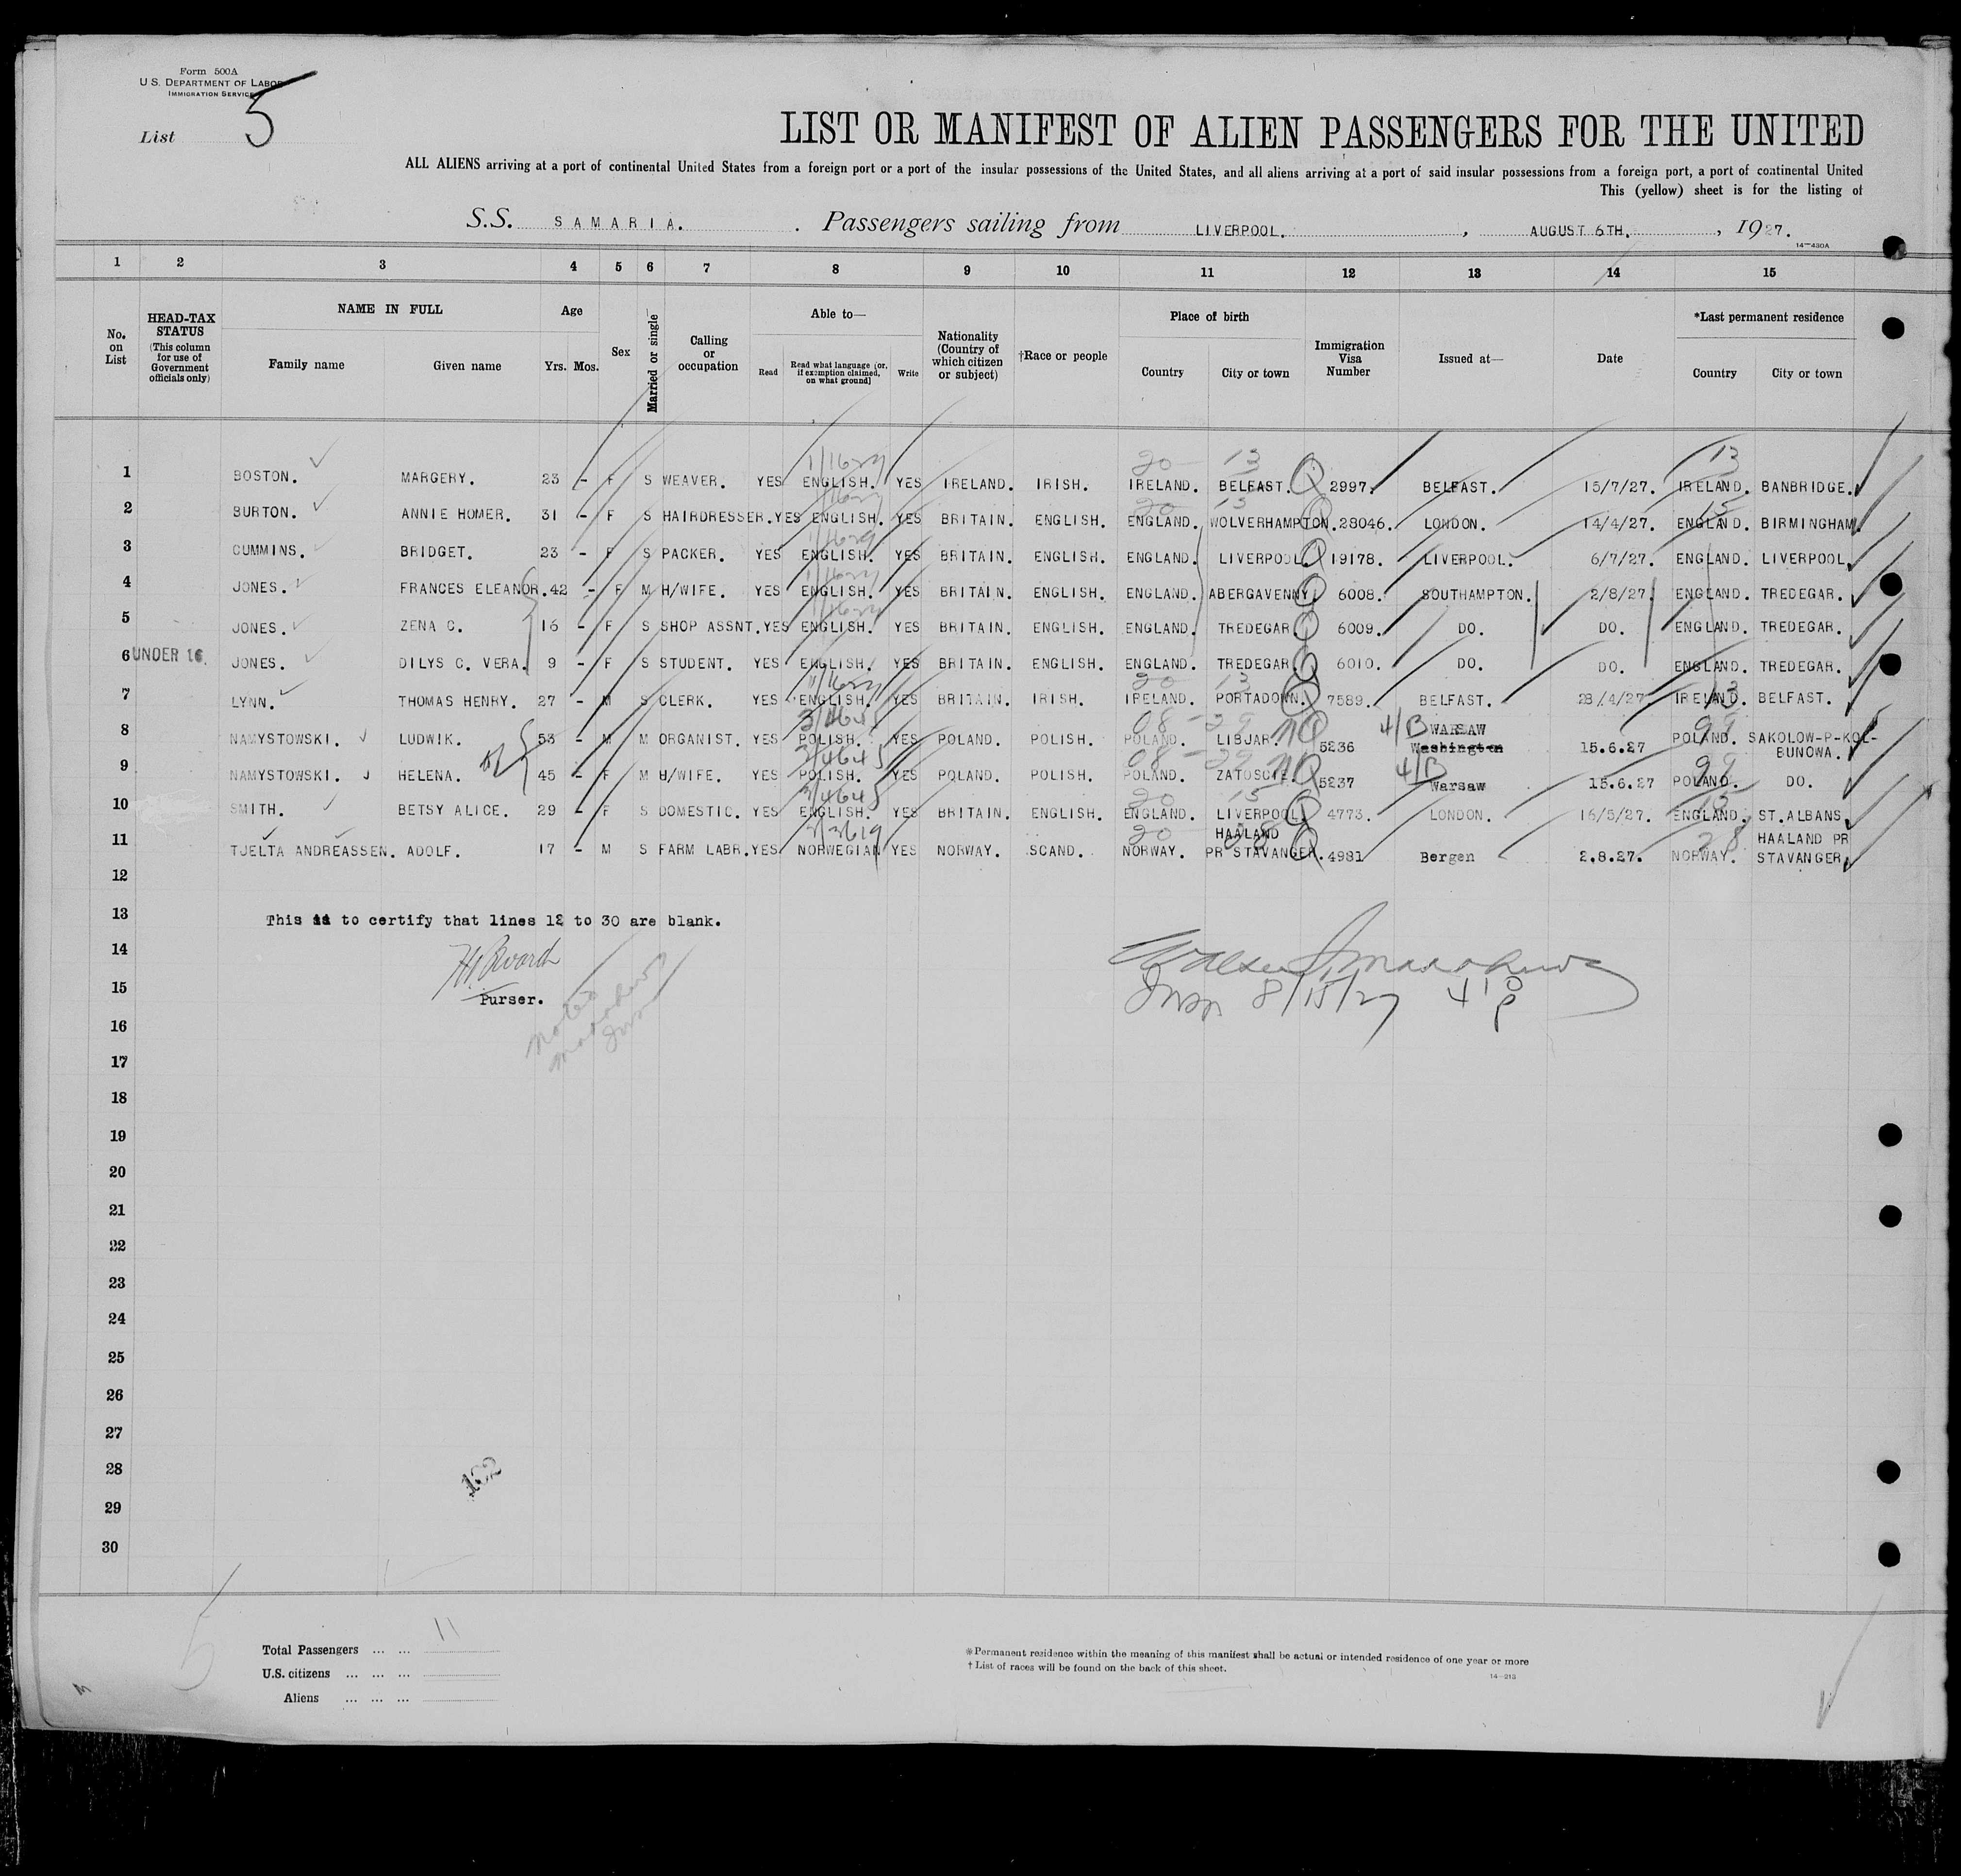 Form 500A
U.S. DEPARTMENT OF LABOR
IMMIGRATION SERVICE
List 5
LIST OR MANIFEST OF ALIEN PASSENGERS FOR THE UNITED
ALL ALIENS arriving at a port of continental United States from a foreign port or a port of the insular possessions of the United States, and all aliens arriving at a port of said insular possessions from a foreign port, a port of continental United
This (yellow) sheet is for the listing of
S.S. SAMARIA. Passengers sailing from LIVERPOOL. , AUGUST 6TH. , 1927.
14—430A
1 2 3 4 5 6 7 8 9 10 11 12 13 14 15
No. on List
HEAD-TAX STATUS (This column for use of Government officials only)
NAME IN FULL
Family name Given name
Age
Yrs. Mos.
Sex
Married or single
Calling or occupation
Able to—
Read Read what language (or, if exemption claimed, on what ground) Write
Nationality (Country of which citizen or subject)
†Race or people
Place of birth
Country City or town
Immigration Visa Number
Issued at—
Date
*Last permanent residence
Country City or town
1 BOSTON. MARGERY. 23 - F S WEAVER. YES ENGLISH. YES IRELAND. IRISH. IRELAND. BELFAST. 2997. BELFAST. 15/7/27. IRELAND. BANBRIDGE.
2 BURTON. ANNIE HOMER. 31 - F S HAIRDRESSER. YES ENGLISH. YES BRITAIN. ENGLISH. ENGLAND. WOLVERHAMPTON. 28046. LONDON. 14/4/27. ENGLAND. BIRMINGHAM.
3 CUMMINS. BRIDGET. 23 - F S PACKER. YES ENGLISH. YES BRITAIN. ENGLISH. ENGLAND. LIVERPOOL. 19178. LIVERPOOL. 6/7/27. ENGLAND. LIVERPOOL.
4 JONES. FRANCES ELEANOR. 42 - F M H/WIFE. YES ENGLISH. YES BRITAIN. ENGLISH. ENGLAND. ABERGAVENNY. 6008. SOUTHAMPTON. 2/8/27. ENGLAND. TREDEGAR.
5 JONES. ZENA C. 16 - F S SHOP ASSNT. YES ENGLISH. YES BRITAIN. ENGLISH. ENGLAND. TREDEGAR. 6009. DO. DO. ENGLAND. TREDEGAR.
6 UNDER 16. JONES. DILYS C. VERA. 9 - F S STUDENT. YES ENGLISH. YES BRITAIN. ENGLISH. ENGLAND. TREDEGAR. 6010. DO. DO. ENGLAND. TREDEGAR.
7 LYNN. THOMAS HENRY. 27 - M S CLERK. YES ENGLISH. YES BRITAIN. IRISH. IRELAND. PORTADOWN. 7589. BELFAST. 28/4/27 IRELAND. BELFAST.
8 NAMYSTOWSKI. LUDWIK. 53 - M M ORGANIST. YES POLISH. YES POLAND. POLISH. POLAND. LIBJAR. 5236 4/B WARSAW Washington 15.6.27 POLAND. SAKOLOW-P-KOL-BUNOWA.
9 NAMYSTOWSKI. HELENA. 45 - F M H/WIFE. YES POLISH. YES POLAND. POLISH. POLAND. ZATOSCIE. 5237 4/B Warsaw 15.6.27 POLAND. DO.
10 SMITH. BETSY ALICE. 29 - F S DOMESTIC. YES ENGLISH. YES BRITAIN. ENGLISH. ENGLAND. LIVERPOOL. 4773. LONDON. 16/5/27. ENGLAND. ST.ALBANS.
11 TJELTA ANDREASSEN. ADOLF. 17 - M S FARM LABR. YES NORWEGIAN YES NORWAY. SCAND. NORWAY. HAALAND PR STAVANGER. 4981 Bergen 2.8.27. NORWAY. HAALAND PR STAVANGER.
12
13 This is to certify that lines 12 to 30 are blank.
14
15 Purser. 8/15/27
16
17
18
19
20
21
22
23
24
25
26
27
28
29
30
162
5
Total Passengers ... ... 11
U.S. citizens ... ... ...
Aliens ... ... ...
*Permanent residence within the meaning of this manifest shall be actual or intended residence of one year or more
† List of races will be found on the back of this sheet.
14—213